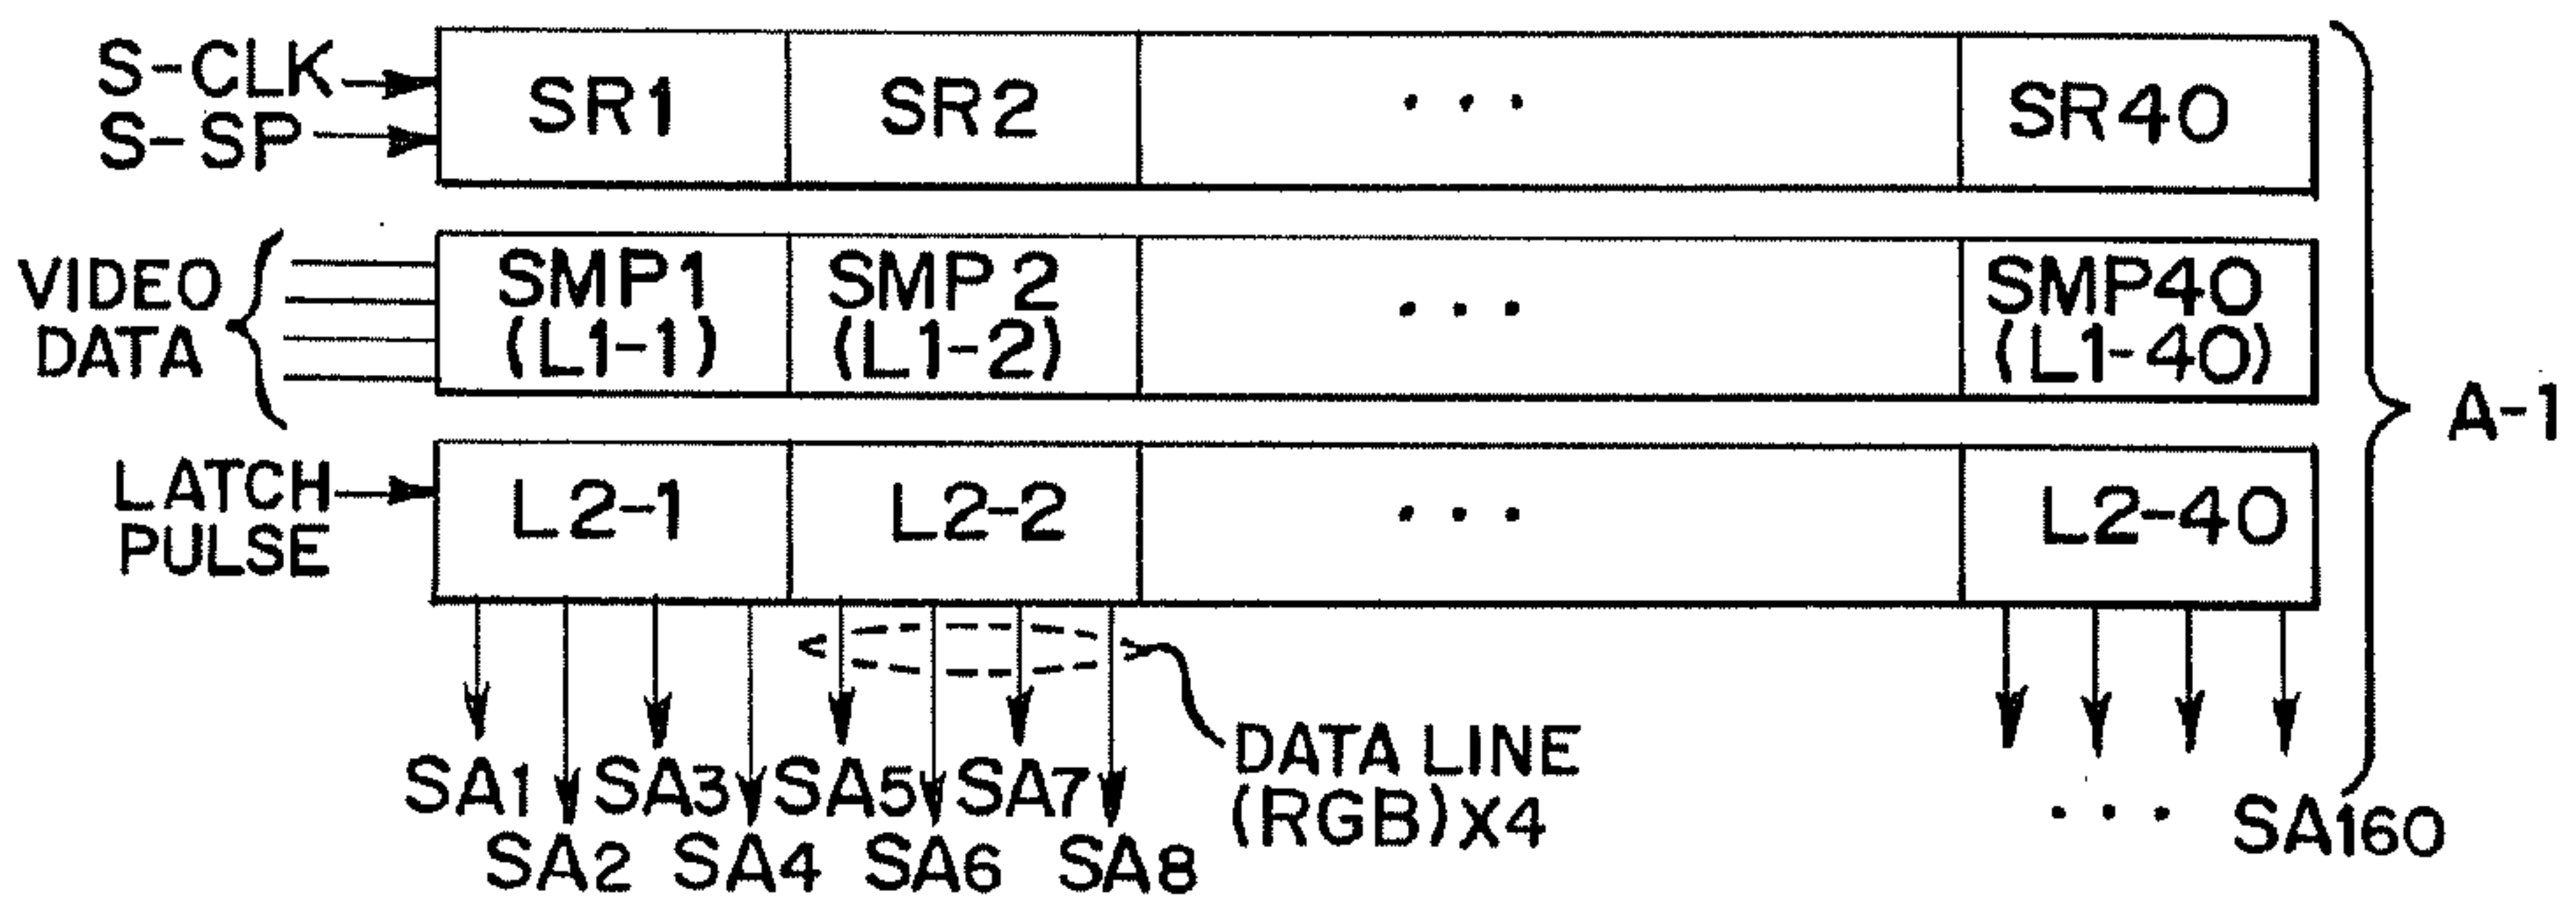 S-CLK
S-SP
SR1
SR2
...
SR40
VIDEO
DATA
SMP1
(L1-1)
SMP2
(L1-2)
...
SMP40
(L1-40)
A-1
LATCH
PULSE
L2-1
L2-2
...
L2-40
SA1
SA2
SA3
SA4
SA5
SA6
SA7
SA8
DATA LINE
(RGB)X4
... SA160